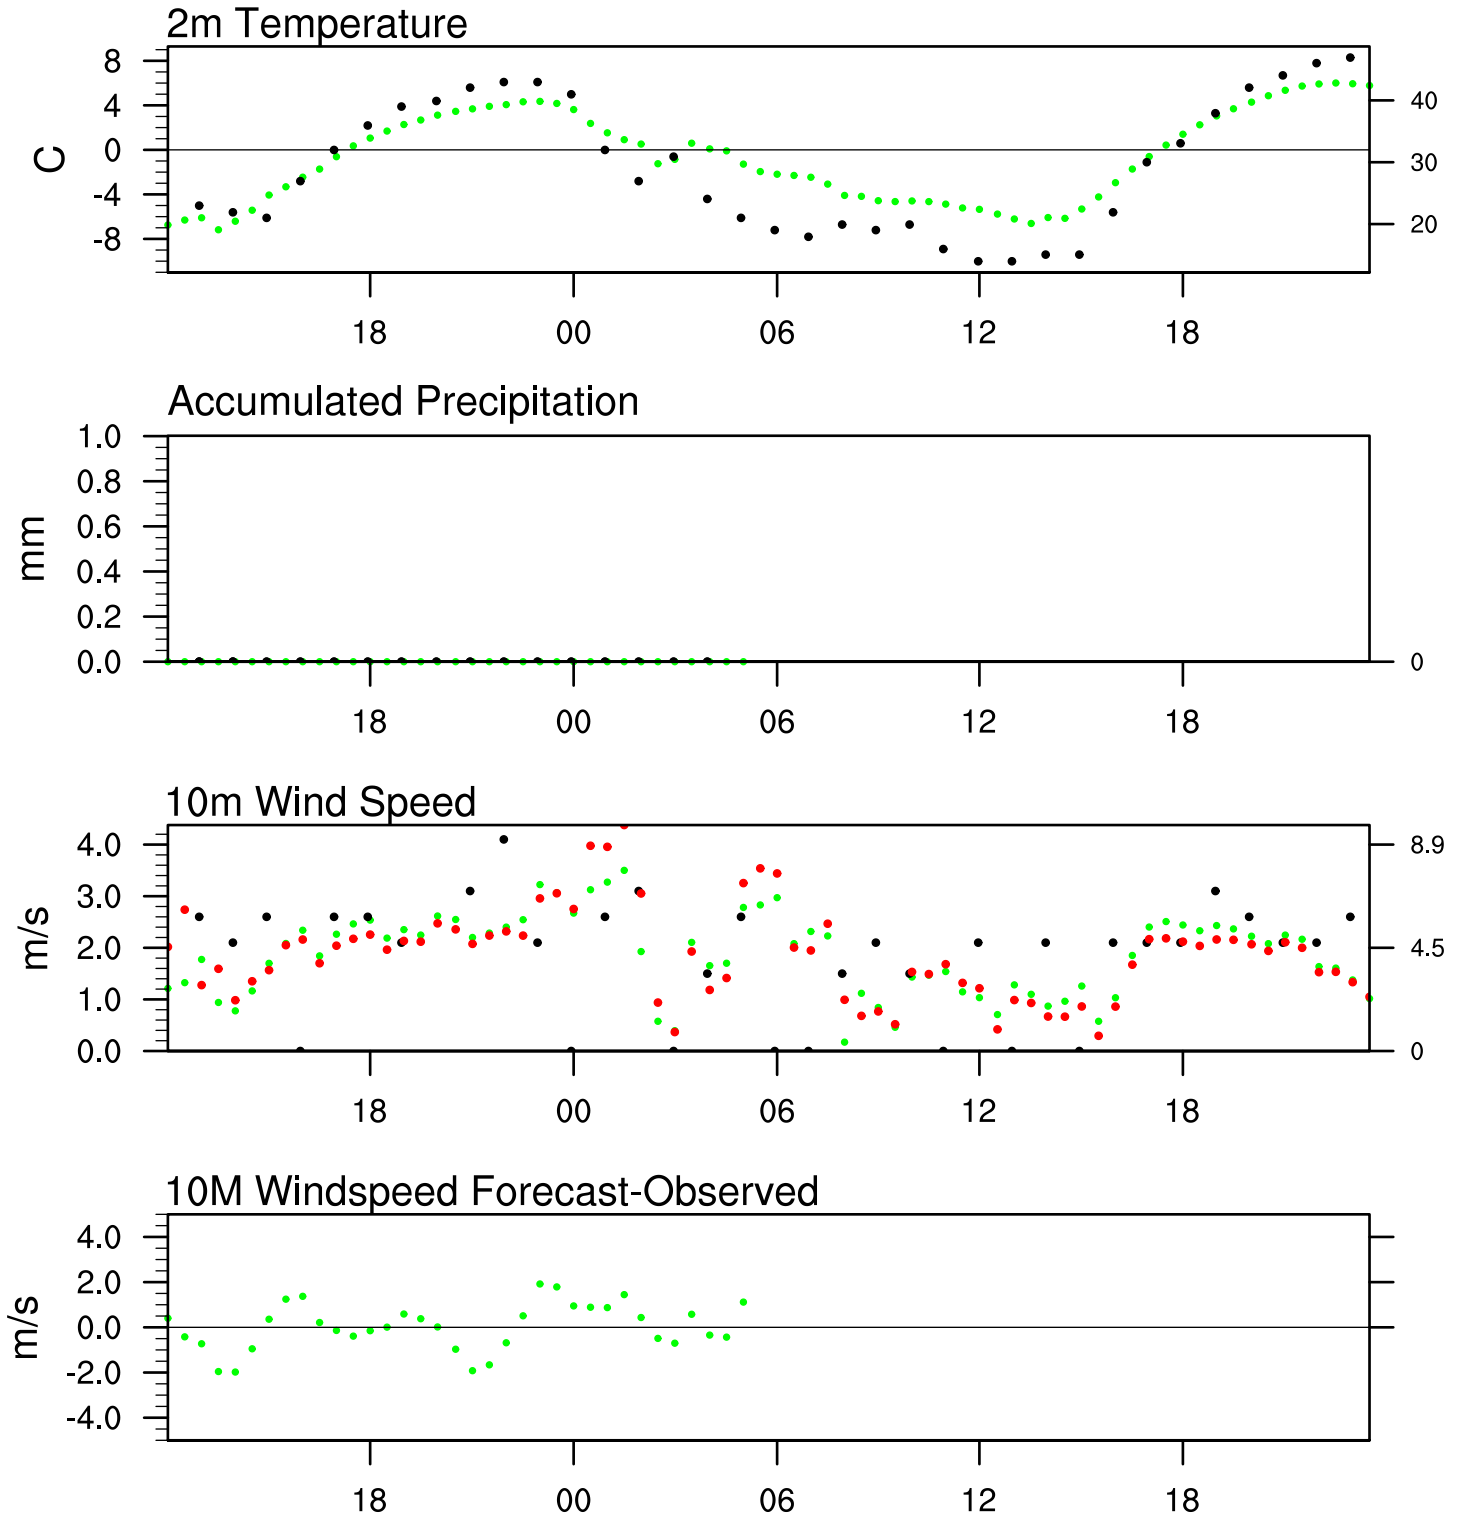 2m Temperature
8
4
0
-4
-8
C
40
30
20
18 00 06 12 18
Accumulated Precipitation
1.0
0.8
0.6
0.4
0.2
0.0
mm
0
18 00 06 12 18
10m Wind Speed
4.0
3.0
2.0
1.0
0.0
m/s
8.9
4.5
0
18 00 06 12 18
10M Windspeed Forecast-Observed
4.0
2.0
0.0
-2.0
-4.0
m/s
18 00 06 12 18